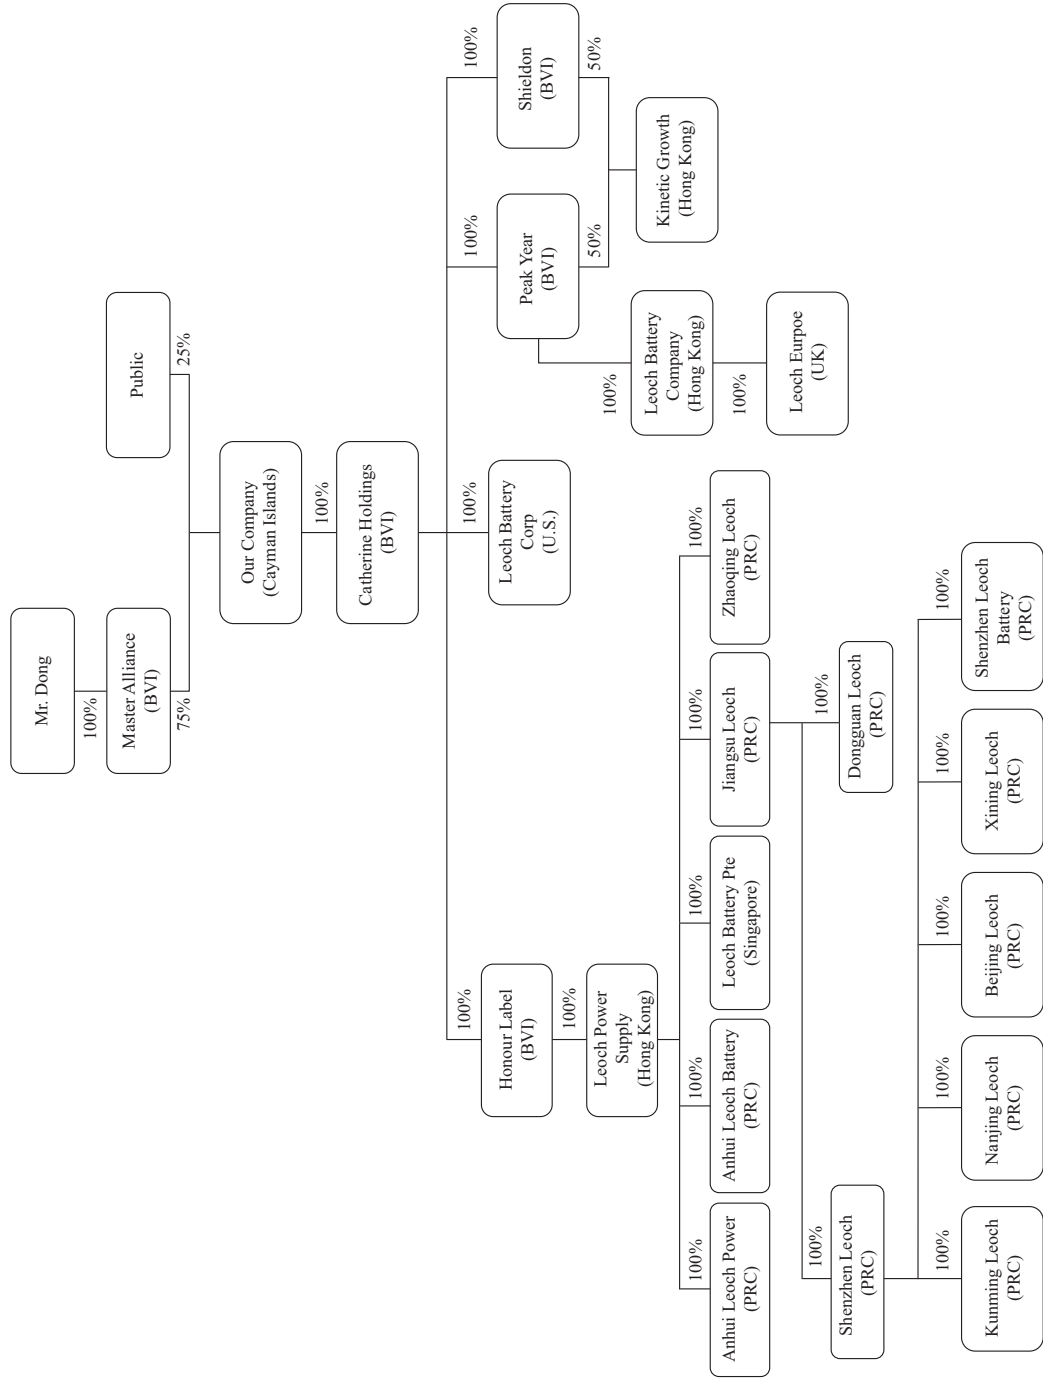 Mr. Dong
100%
Master Alliance
(BVI)
75%
Public
25%
Our Company
(Cayman Islands)
100%
Catherine Holdings
(BVI)
100%
Honour Label
(BVI)
100%
Leoch Battery
Corp
(U.S.)
100%
Peak Year
(BVI)
100%
Shieldon
(BVI)
100%
Leoch Power
Supply
(Hong Kong)
100%
Leoch Battery
Company
(Hong Kong)
100%
Leoch Eurpoe
(UK)
50%
50%
Kinetic Growth
(Hong Kong)
100%
Anhui Leoch Power
(PRC)
100%
Anhui Leoch Battery
(PRC)
100%
Leoch Battery Pte
(Singapore)
100%
Jiangsu Leoch
(PRC)
100%
Zhaoqing Leoch
(PRC)
100%
Shenzhen Leoch
(PRC)
100%
Dongguan Leoch
(PRC)
100%
Kunming Leoch
(PRC)
100%
Nanjing Leoch
(PRC)
100%
Beijing Leoch
(PRC)
100%
Xining Leoch
(PRC)
100%
Shenzhen Leoch
Battery
(PRC)